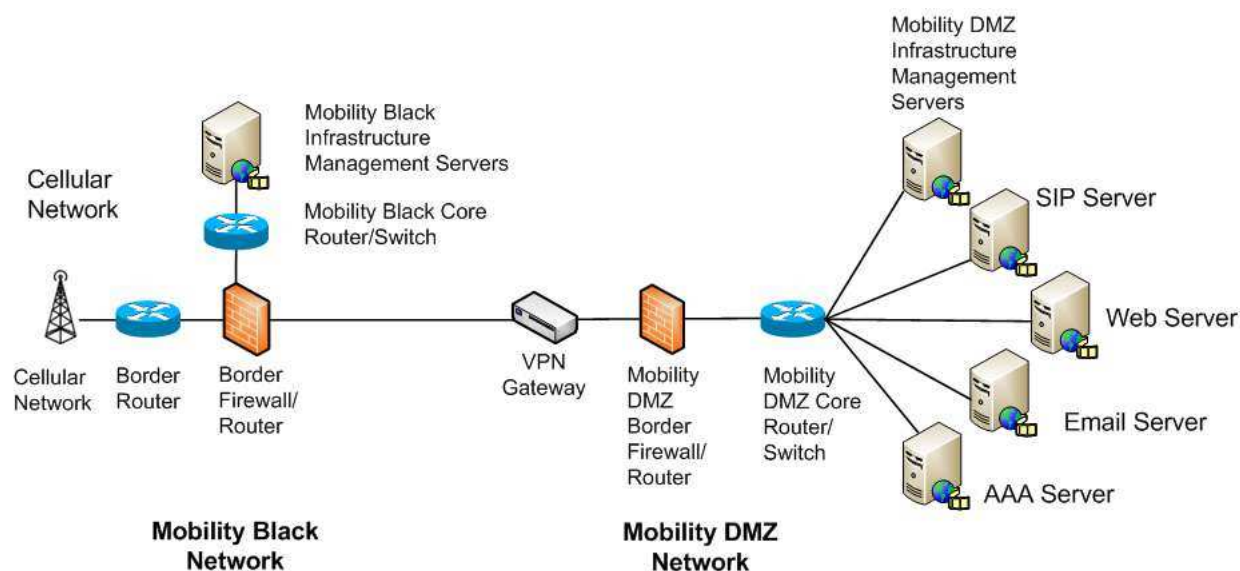 Mobility DMZ
Infrastructure
Management
Servers
Mobility Black
Infrastructure
Management Servers
Cellular
Network
Mobility Black Core
Router/Switch
SIP Server
Web Server
Cellular
Network
Border
Router
Border
Firewall/
Router
VPN
Gateway
Mobility
DMZ
Border
Firewall/
Router
Mobility
DMZ Core
Router/
Switch
Email Server
AAA Server
Mobility Black
Network
Mobility DMZ
Network